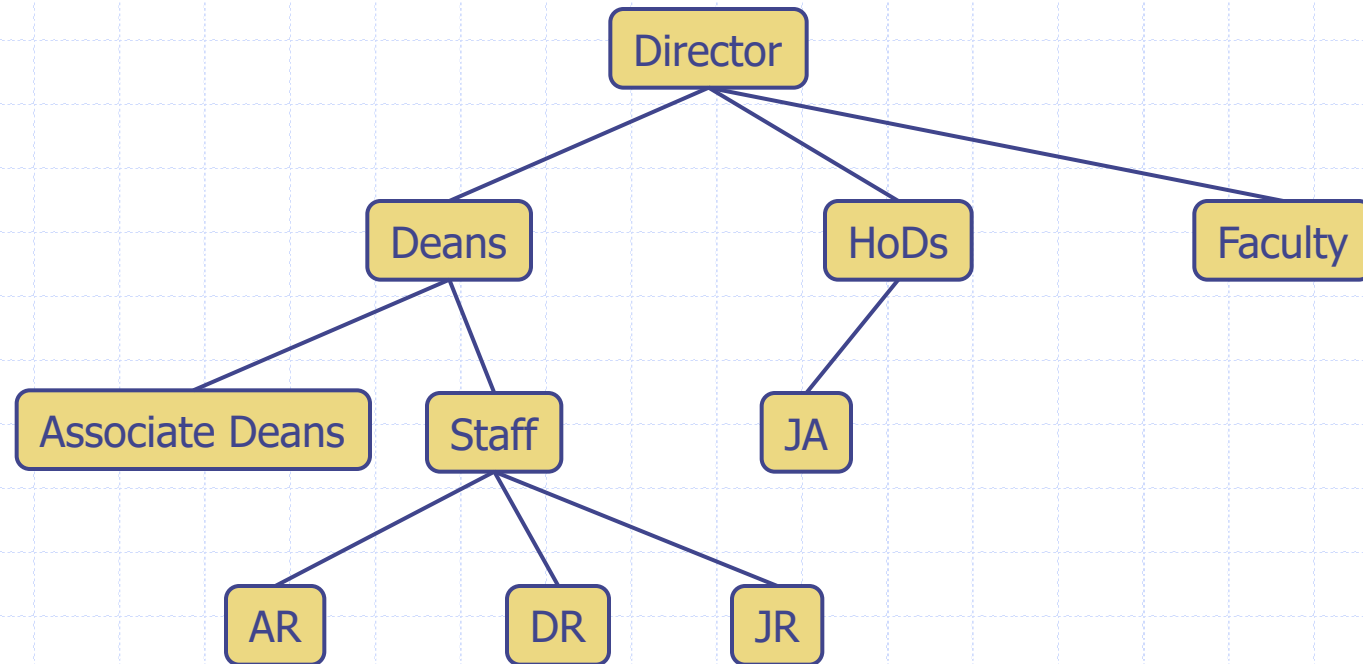 Director
Deans
HoDs
Faculty
Associate Deans
Staff
JA
AR
DR
JR